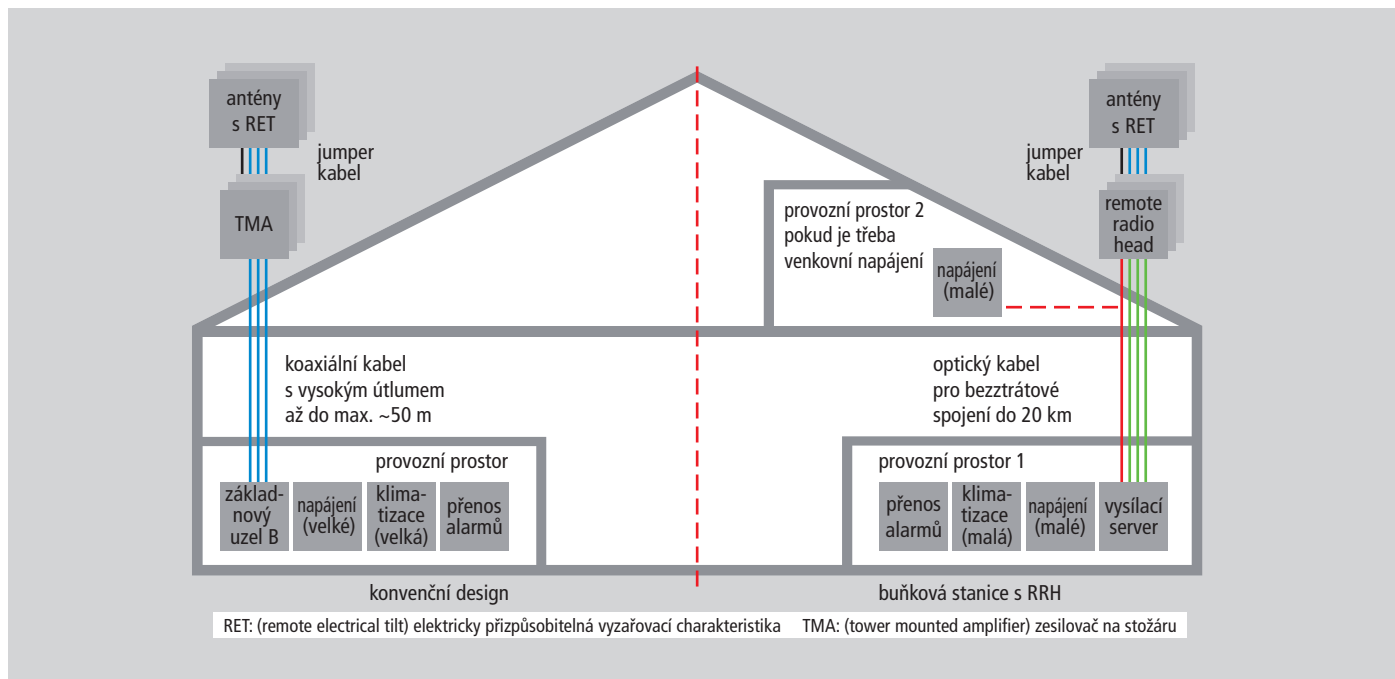 antény
s RET
jumper
kabel
TMA
antény
s RET
jumper
kabel
remote
radio
head
provozní prostor 2
pokud je třeba
venkovní napájení
napájení
(malé)
koaxiální kabel
s vysokým útlumem
až do max. ~50 m
optický kabel
pro bezztrátové
spojení do 20 km
provozní prostor
základ-
nový
uzel B
napájení
(velké)
klima-
tizace
(velká)
přenos
alarmů
provozní prostor 1
přenos
alarmů
klima-
tizace
(malá)
napájení
(malé)
vysílací
server
konvenční design
buňková stanice s RRH
RET: (remote electrical tilt) elektricky přizpůsobitelná vyzařovací charakteristika TMA: (tower mounted amplifier) zesilovač na stožáru